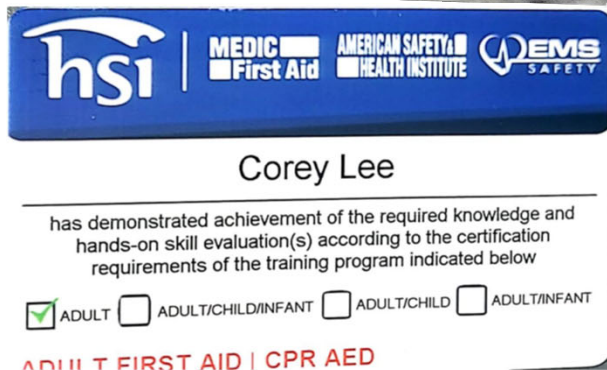 hsi
MEDIC First Aid
AMERICAN SAFETY & HEALTH INSTITUTE
EMS SAFETY
Corey Lee
has demonstrated achievement of the required knowledge and
hands-on skill evaluation(s) according to the certification
requirements of the training program indicated below
ADULT ADULT/CHILD/INFANT ADULT/CHILD ADULT/INFANT
ADULT FIRST AID | CPR AED